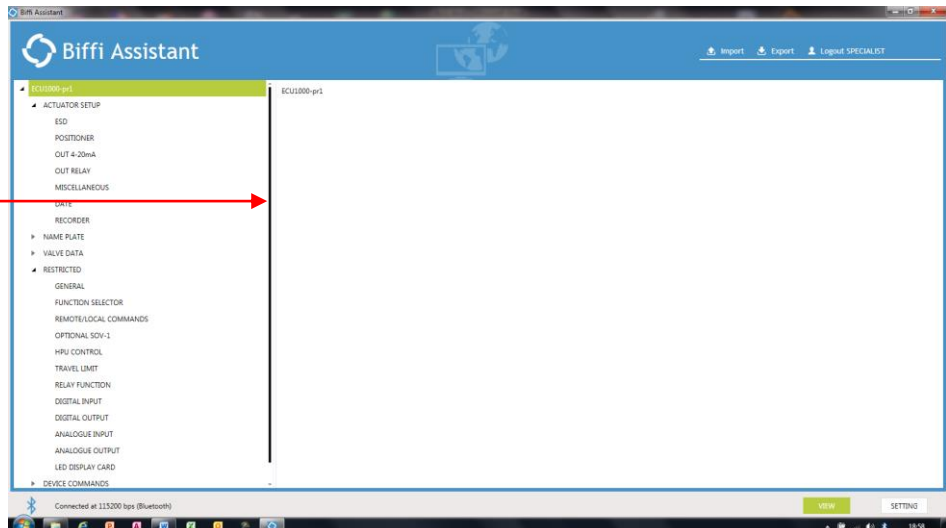 Biffi Assistant
Biffi Assistant
Import Export Logout SPECIALIST
ECU1000-pr1
ECU1000-pr1
ACTUATOR SETUP
ESD
POSITIONER
OUT 4-20mA
OUT RELAY
MISCELLANEOUS
DATE
RECORDER
NAME PLATE
VALVE DATA
RESTRICTED
GENERAL
FUNCTION SELECTOR
REMOTE/LOCAL COMMANDS
OPTIONAL SOV-1
HPU CONTROL
TRAVEL LIMIT
RELAY FUNCTION
DIGITAL INPUT
DIGITAL OUTPUT
ANALOGUE INPUT
ANALOGUE OUTPUT
LED DISPLAY CARD
DEVICE COMMANDS
Connected at 115200 bps (Bluetooth)
VIEW SETTING
18:58